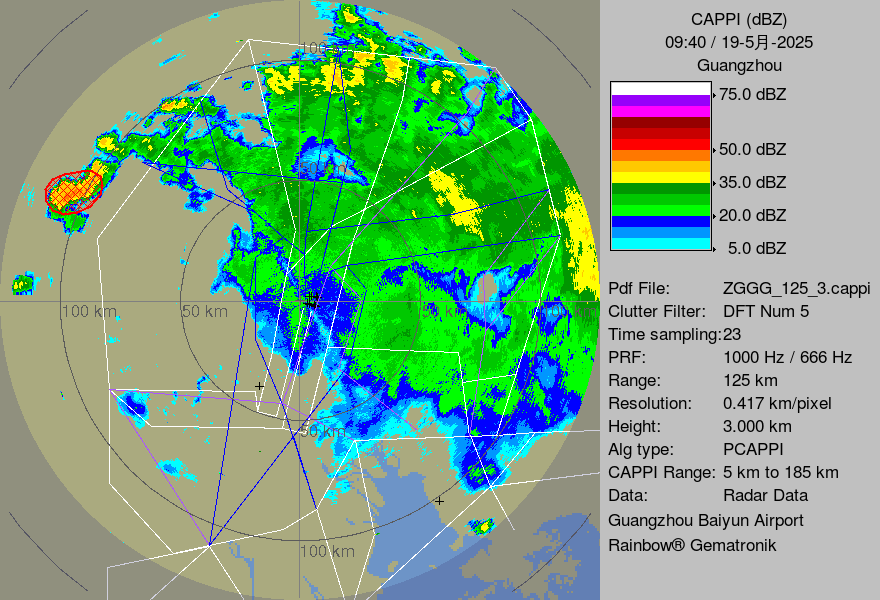 CAPPI (dBZ)
09:40 / 19-5月-2025
Guangzhou
75.0 dBZ
50.0 dBZ
35.0 dBZ
20.0 dBZ
5.0 dBZ
Pdf File: ZGGG_125_3.cappi
Clutter Filter: DFT Num 5
Time sampling:23
PRF: 1000 Hz / 666 Hz
Range: 125 km
Resolution: 0.417 km/pixel
Height: 3.000 km
Alg type: PCAPPI
CAPPI Range: 5 km to 185 km
Data: Radar Data
Guangzhou Baiyun Airport
Rainbow® Gematronik
100 km
50 km
50 km
100 km